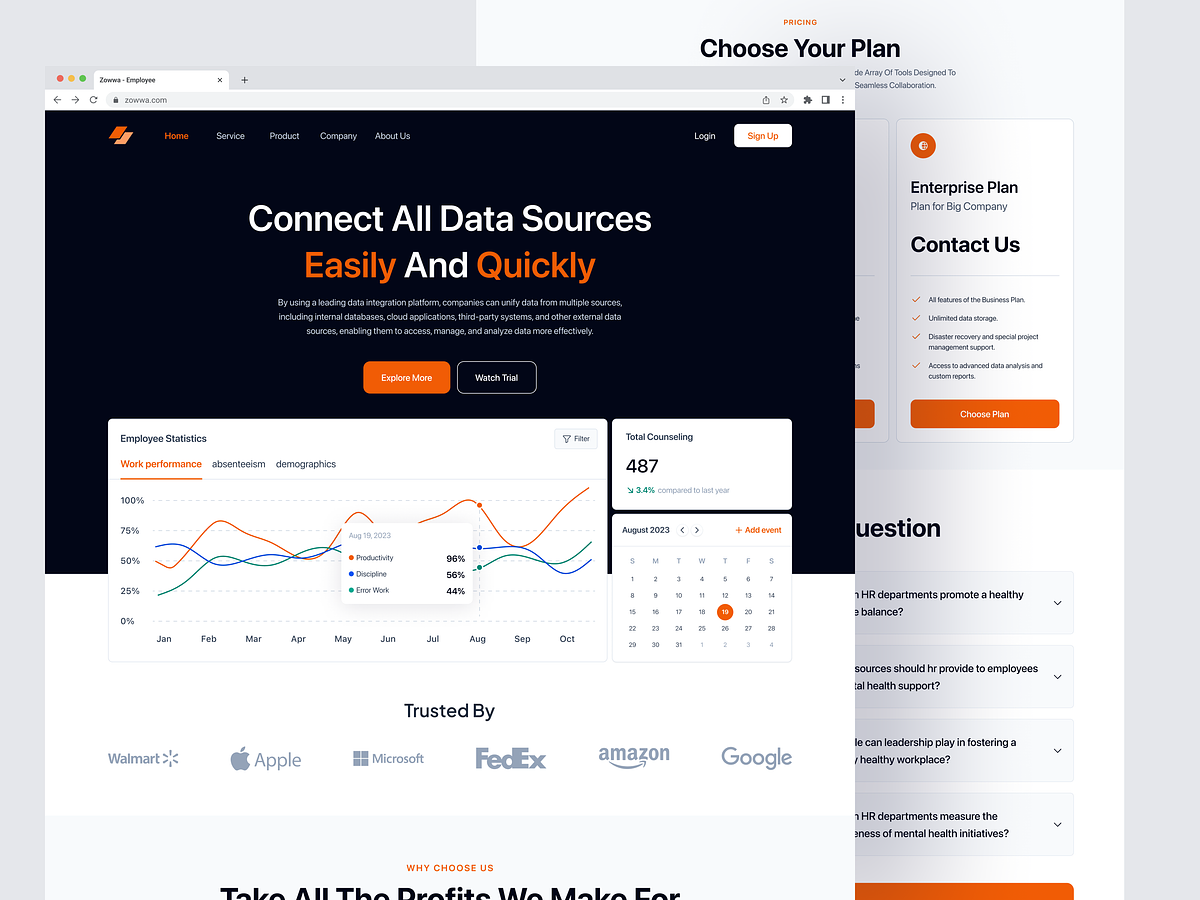 Zowwa - Employee
zowwa.com
Home
Service
Product
Company
About Us
Login
Sign Up
Connect All Data Sources
Easily And Quickly
By using a leading data integration platform, companies can unify data from multiple sources,
including internal databases, cloud applications, third-party systems, and other external data
sources, enabling them to access, manage, and analyze data more effectively.
Explore More
Watch Trial
Employee Statistics
Filter
Work performance
absenteeism
demographics
100%
75%
50%
25%
0%
Jan Feb Mar Apr May Jun Jul Aug Sep Oct
Aug 19, 2023
Productivity 96%
Discipline 56%
Error Work 44%
Total Counseling
487
3.4% compared to last year
August 2023
+ Add event
S M T W T F S
1 2 3 4 5 6 7
8 9 10 11 12 13 14
15 16 17 18 19 20 21
22 23 24 25 26 27 28
29 30 31 1 2 3 4
Trusted By
Walmart
Apple
Microsoft
FedEx
amazon
Google
WHY CHOOSE US
Take All The Profits We Make For
PRICING
Choose Your Plan
de Array Of Tools Designed To
Seamless Collaboration.
Enterprise Plan
Plan for Big Company
Contact Us
All features of the Business Plan.
Unlimited data storage.
Disaster recovery and special project
management support.
Access to advanced data analysis and
custom reports.
Choose Plan
uestion
HR departments promote a healthy
balance?
sources should hr provide to employees
tal health support?
le can leadership play in fostering a
y healthy workplace?
HR departments measure the
eness of mental health initiatives?